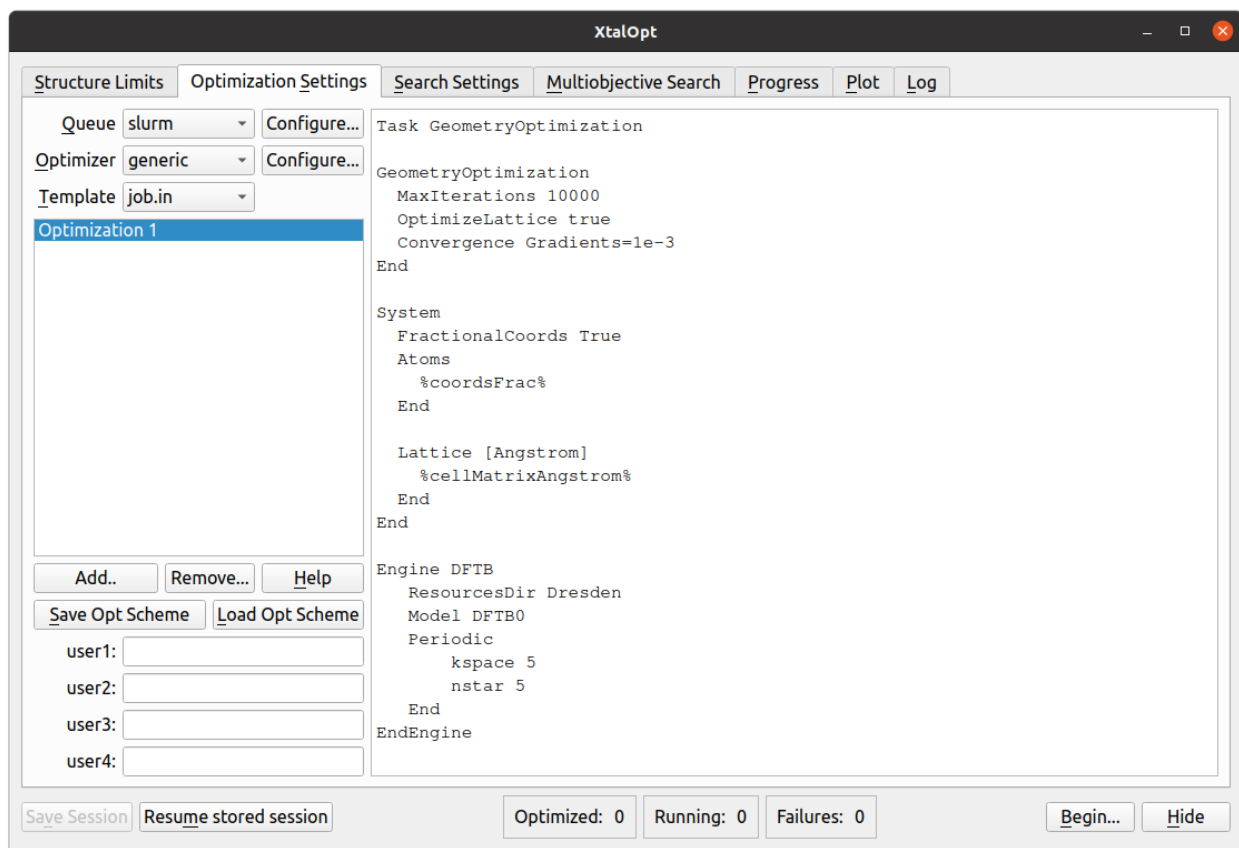 XtalOpt
Structure Limits Optimization Settings Search Settings Multiobjective Search Progress Plot Log
Queue slurm Configure...
Optimizer generic Configure...
Template job.in
Optimization 1
Add.. Remove... Help
Save Opt Scheme Load Opt Scheme
user1:
user2:
user3:
user4:
Task GeometryOptimization
GeometryOptimization
MaxIterations 10000
OptimizeLattice true
Convergence Gradients=1e-3
End
System
FractionalCoords True
Atoms
%coordsFrac%
End
Lattice [Angstrom]
%cellMatrixAngstrom%
End
End
Engine DFTB
ResourcesDir Dresden
Model DFTB0
Periodic
kspace 5
nstar 5
End
EndEngine
Save Session Resume stored session Optimized: 0 Running: 0 Failures: 0 Begin... Hide